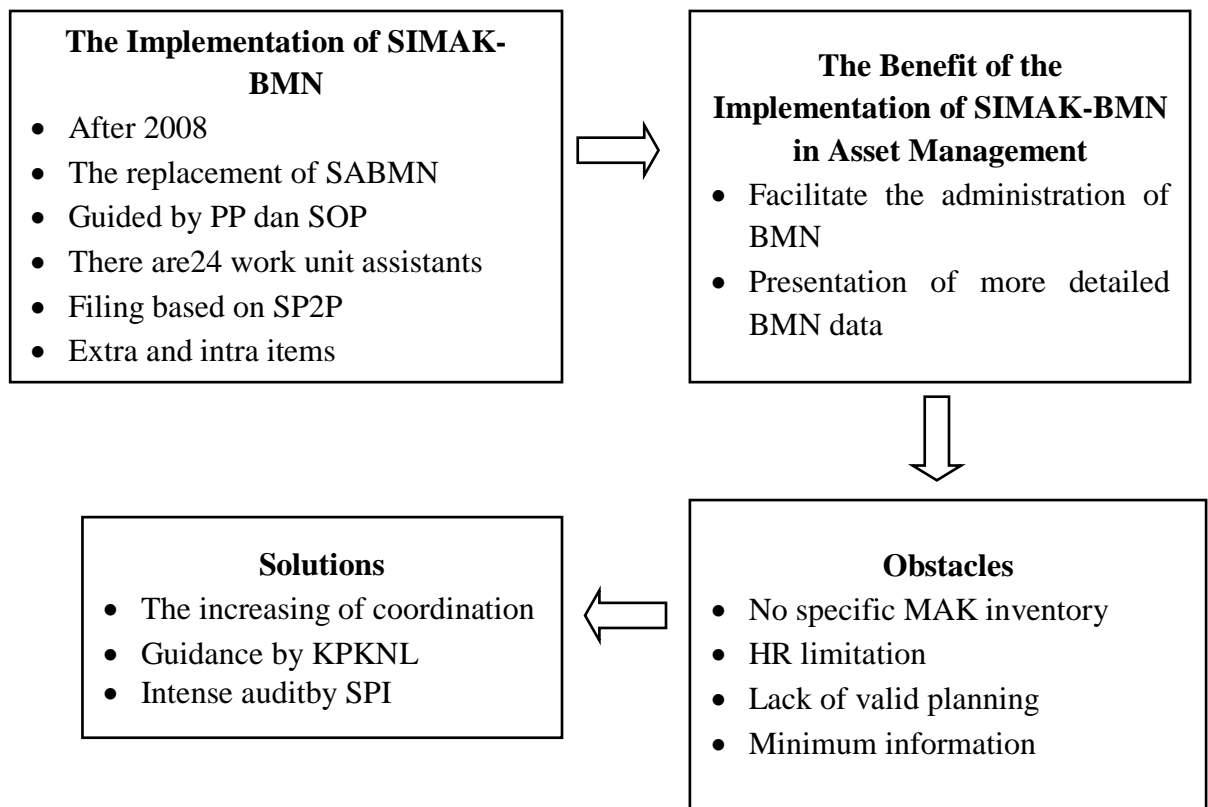 The Implementation of SIMAK-
BMN
• After 2008
• The replacement of SABMN
• Guided by PP dan SOP
• There are24 work unit assistants
• Filing based on SP2P
• Extra and intra items
The Benefit of the
Implementation of SIMAK-BMN
in Asset Management
• Facilitate the administration of
BMN
• Presentation of more detailed
BMN data
Obstacles
• No specific MAK inventory
• HR limitation
• Lack of valid planning
• Minimum information
Solutions
• The increasing of coordination
• Guidance by KPKNL
• Intense auditby SPI